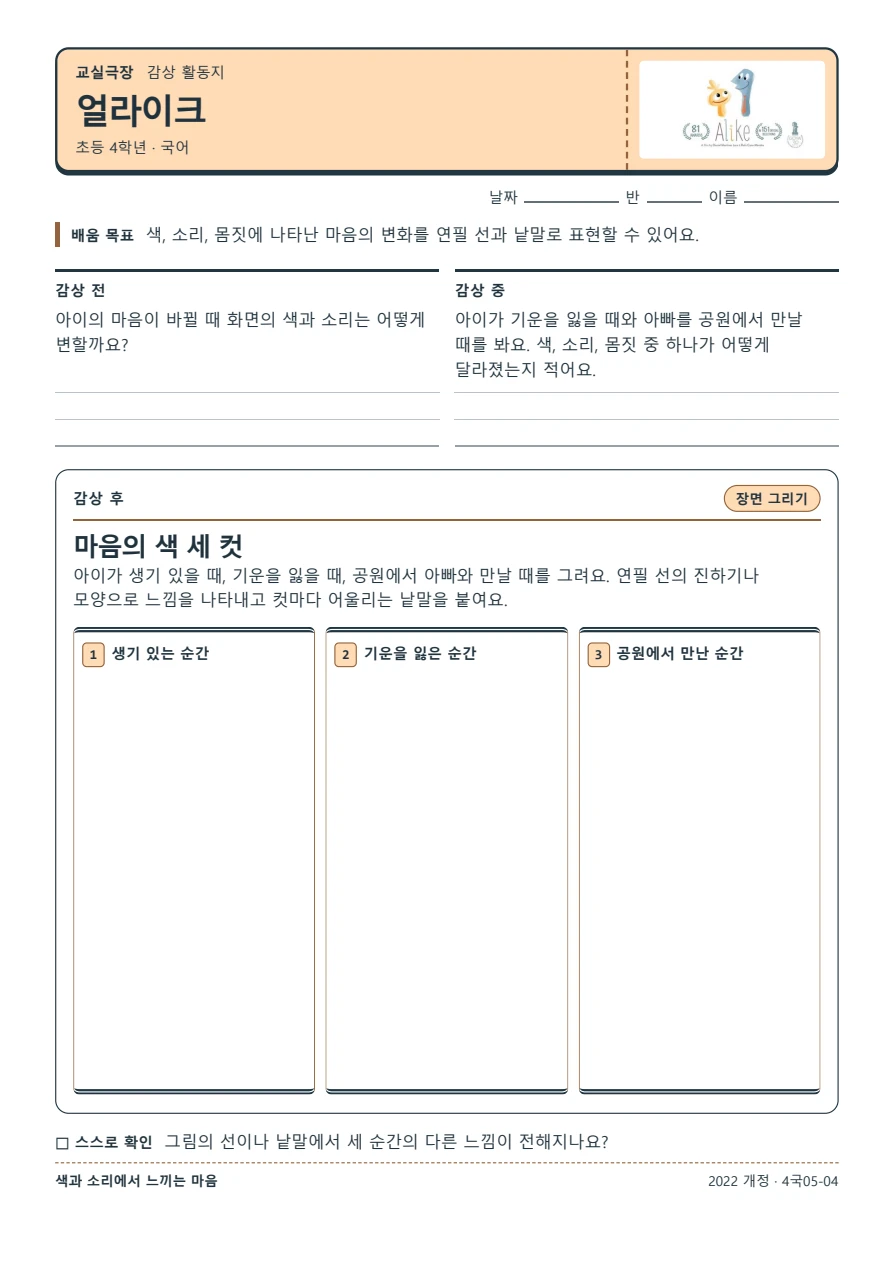 교실극장 감상 활동지
얼라이크
초등 4학년 · 국어
81
Alike
161
날짜 반 이름
배움 목표 색, 소리, 몸짓에 나타난 마음의 변화를 연필 선과 낱말로 표현할 수 있어요.
감상 전
아이의 마음이 바뀔 때 화면의 색과 소리는 어떻게
변할까요?
감상 중
아이가 기운을 잃을 때와 아빠를 공원에서 만날
때를 봐요. 색, 소리, 몸짓 중 하나가 어떻게
달라졌는지 적어요.
감상 후
장면 그리기
마음의 색 세 컷
아이가 생기 있을 때, 기운을 잃을 때, 공원에서 아빠와 만날 때를 그려요. 연필 선의 진하기나
모양으로 느낌을 나타내고 컷마다 어울리는 낱말을 붙여요.
1 생기 있는 순간
2 기운을 잃은 순간
3 공원에서 만난 순간
스스로 확인 그림의 선이나 낱말에서 세 순간의 다른 느낌이 전해지나요?
색과 소리에서 느끼는 마음
2022 개정 · 4국05-04